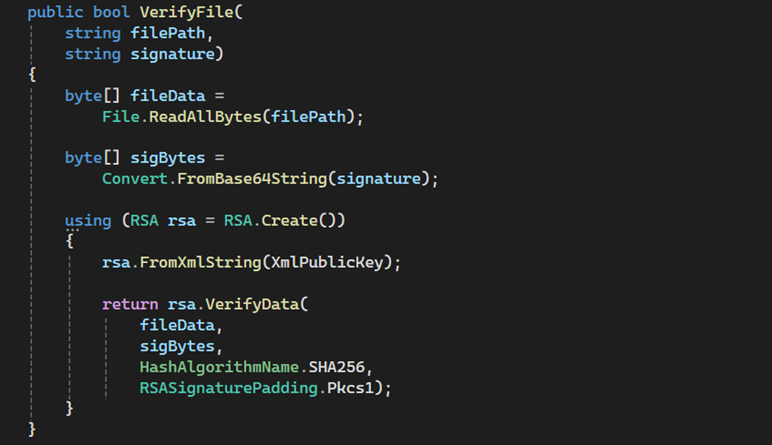 public bool VerifyFile(
string filePath,
string signature)
{
byte[] fileData =
File.ReadAllBytes(filePath);
byte[] sigBytes =
Convert.FromBase64String(signature);
using (RSA rsa = RSA.Create())
{
rsa.FromXmlString(XmlPublicKey);
return rsa.VerifyData(
fileData,
sigBytes,
HashAlgorithmName.SHA256,
RSASignaturePadding.Pkcs1);
}
}